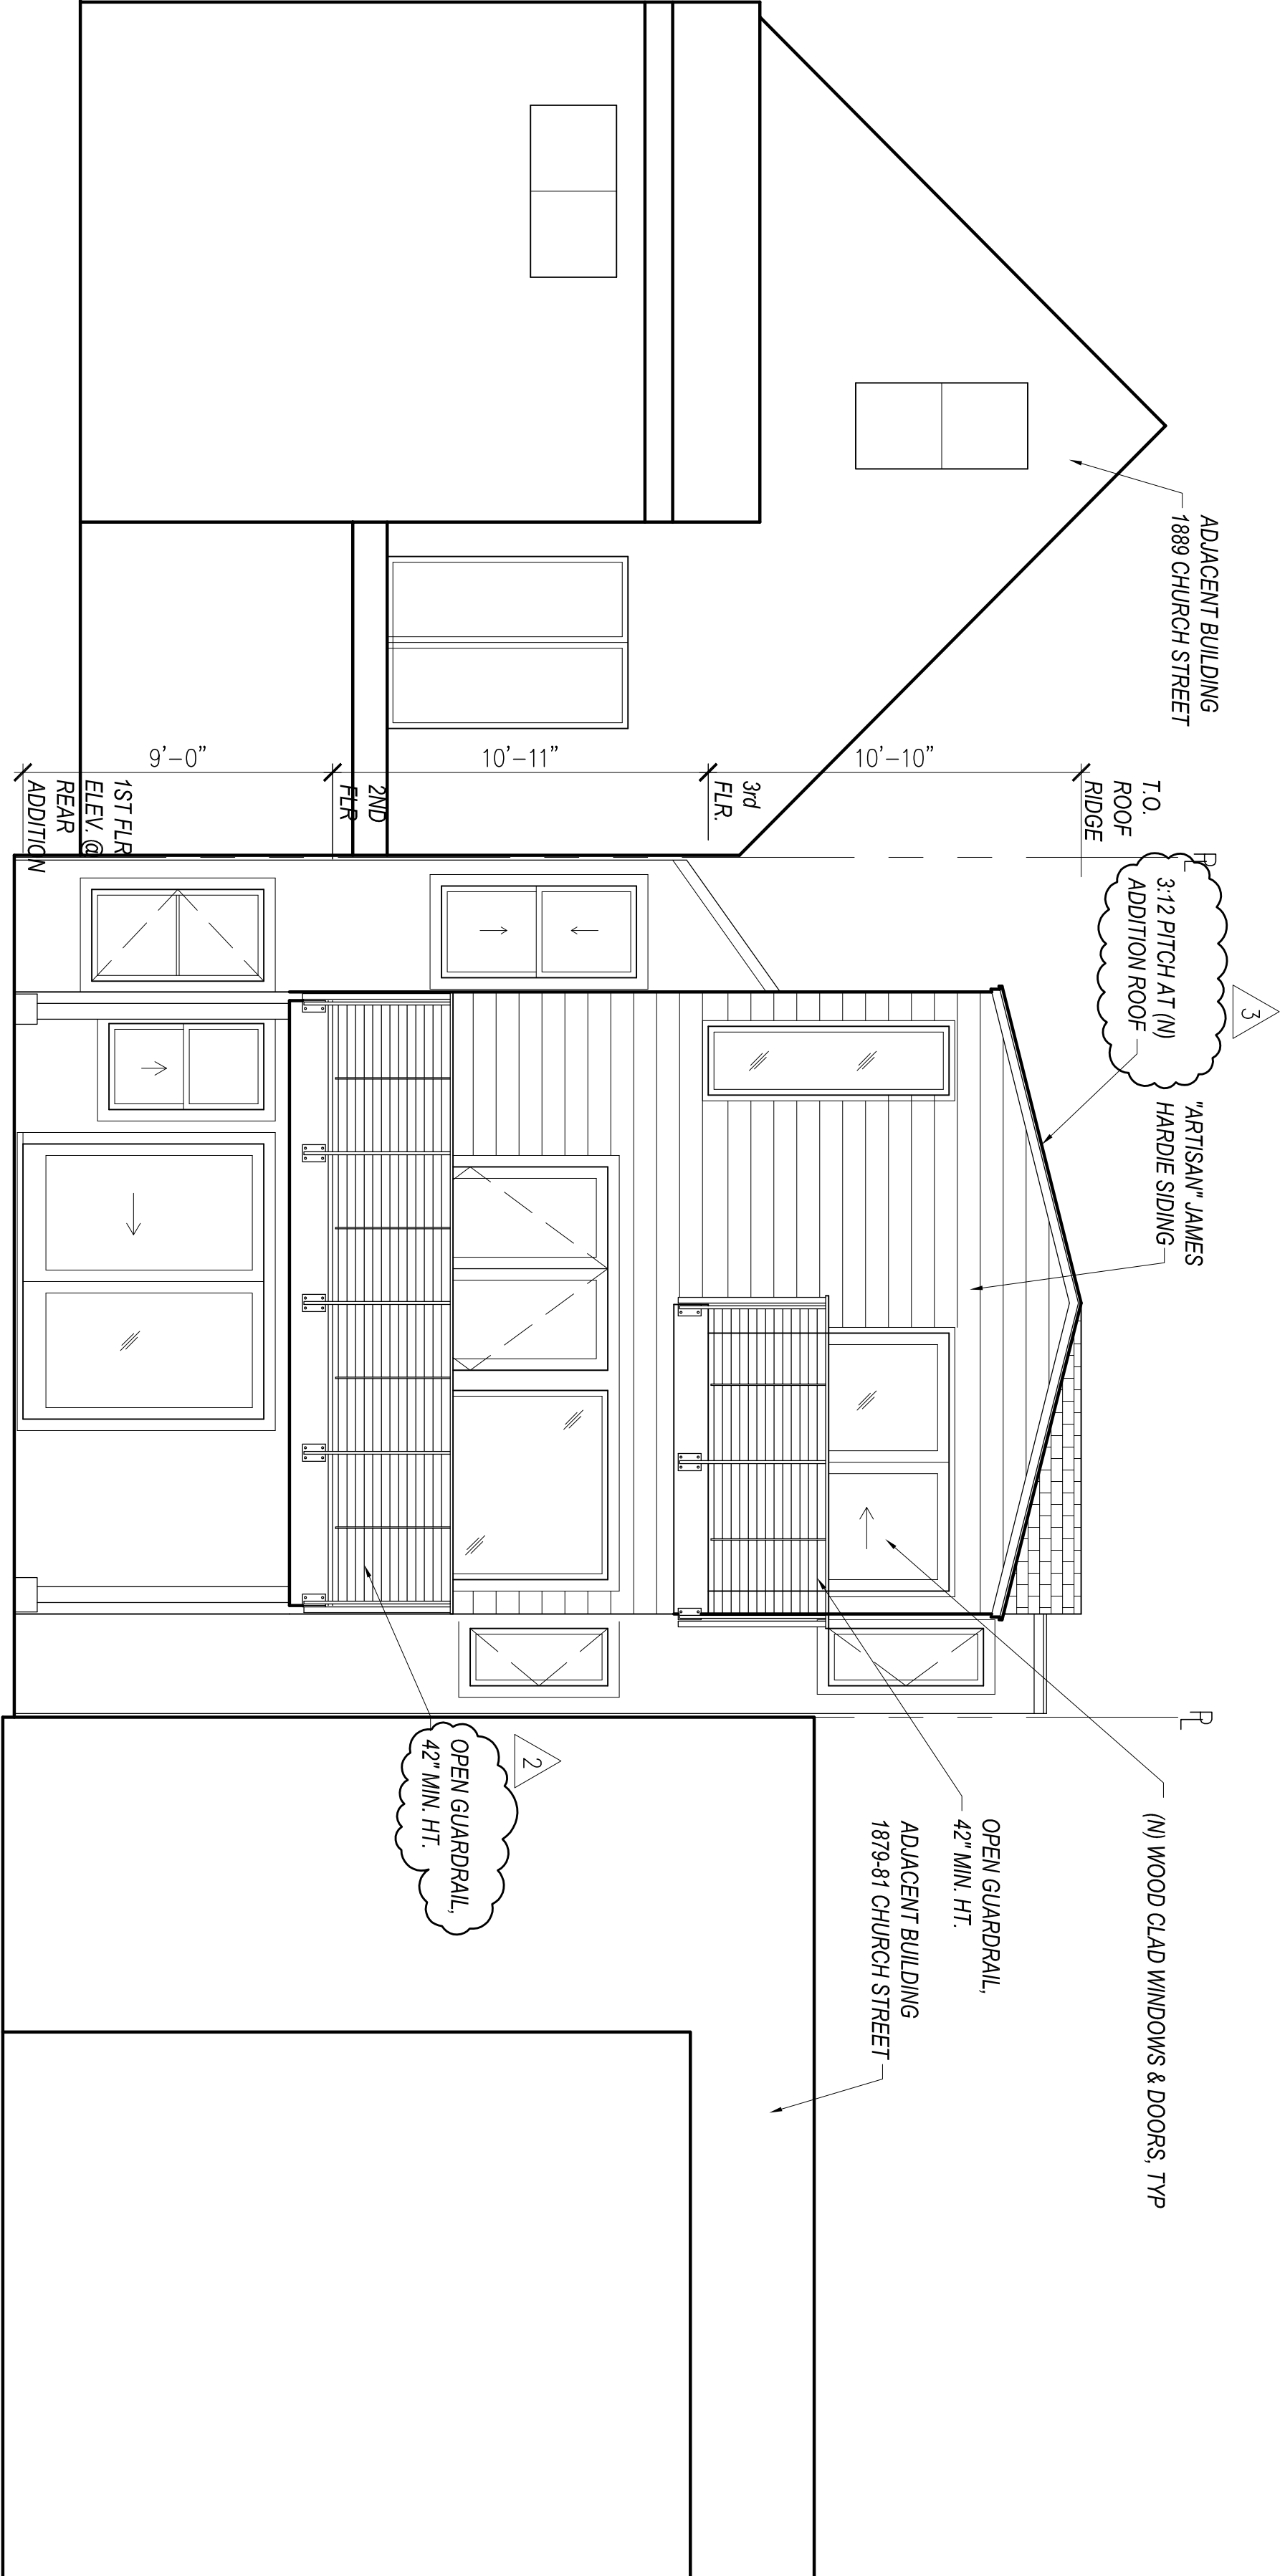 ADJACENT BUILDING
1889 CHURCH STREET
T.O.
ROOF
RIDGE
10'-10"
3rd
FLR.
10'-11"
2ND
FLR
9'-0"
1ST FLR
ELEV. @
REAR
ADDITION
PL
3
3:12 PITCH AT (N)
ADDITION ROOF
"ARTISAN" JAMES
HARDIE SIDING
PL
(N) WOOD CLAD WINDOWS & DOORS, TYP
OPEN GUARDRAIL,
42" MIN. HT.
ADJACENT BUILDING
1879-81 CHURCH STREET
2
OPEN GUARDRAIL,
42" MIN. HT.